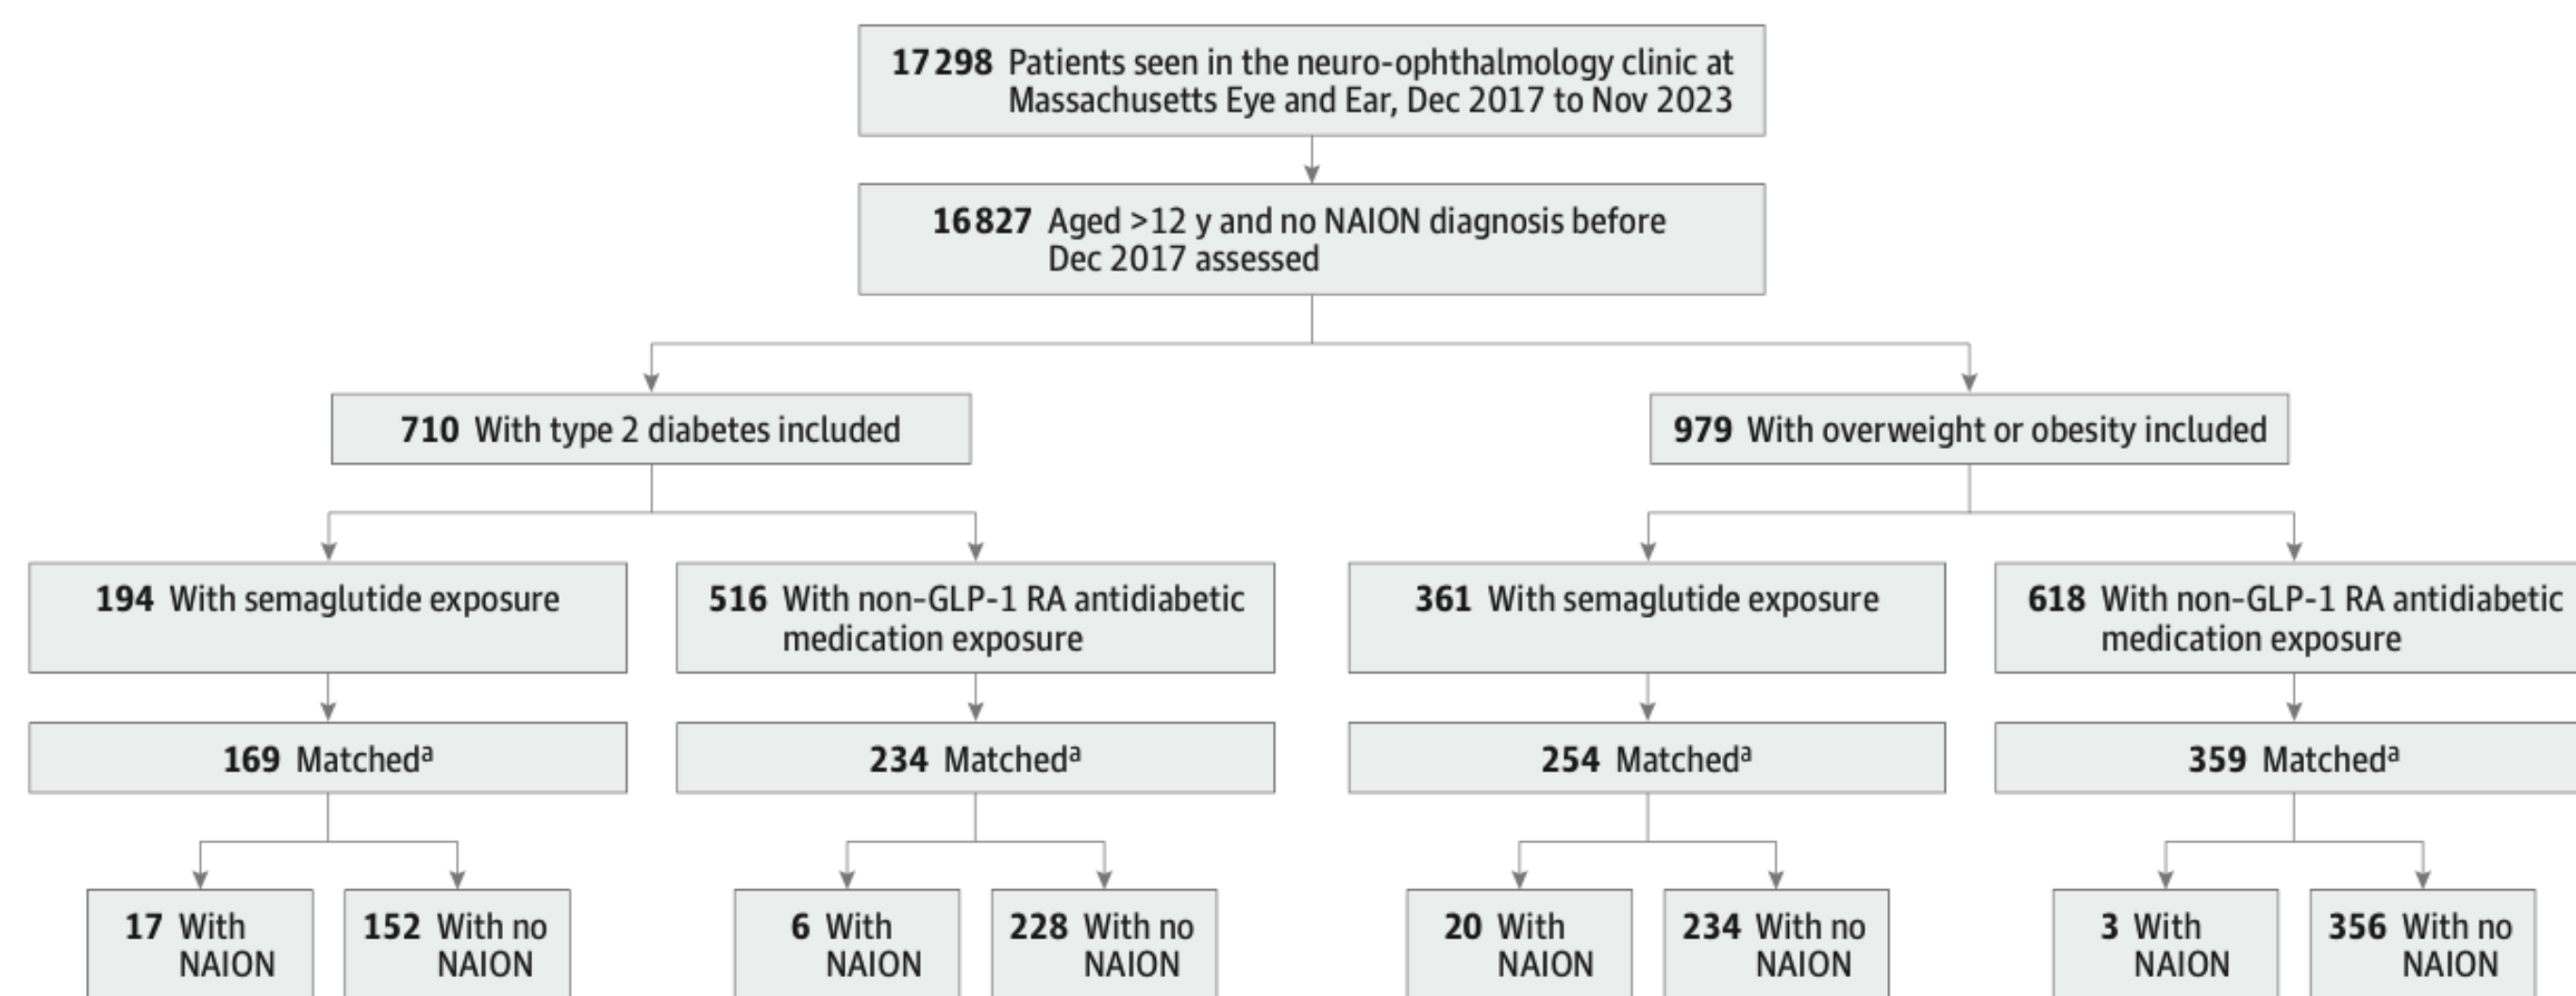 17298 Patients seen in the neuro-ophthalmology clinic at
Massachusetts Eye and Ear, Dec 2017 to Nov 2023
16827 Aged >12 y and no NAION diagnosis before
Dec 2017 assessed
710 With type 2 diabetes included
979 With overweight or obesity included
194 With semaglutide exposure
516 With non–GLP-1 RA antidiabetic
medication exposure
361 With semaglutide exposure
618 With non–GLP-1 RA antidiabetic
medication exposure
169 Matchedᵃ
234 Matchedᵃ
254 Matchedᵃ
359 Matchedᵃ
17 With
NAION
152 With no
NAION
6 With
NAION
228 With no
NAION
20 With
NAION
234 With no
NAION
3 With
NAION
356 With no
NAION